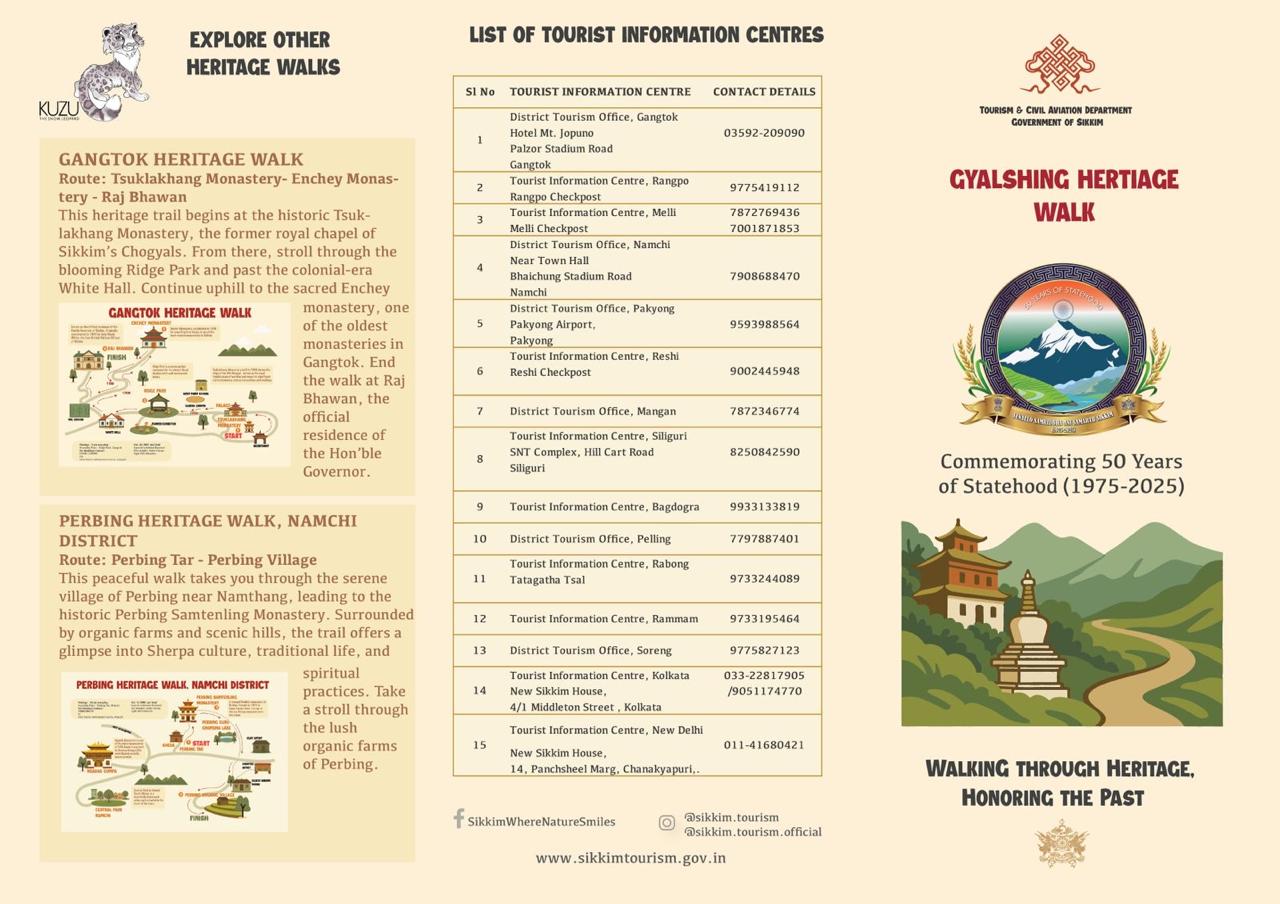 KUZU
THE SNOW LEOPARD
EXPLORE OTHER
HERITAGE WALKS
GANGTOK HERITAGE WALK
Route: Tsuklakhang Monastery- Enchey Monas-
tery - Raj Bhawan
This heritage trail begins at the historic Tsuk-
lakhang Monastery, the former royal chapel of
Sikkim's Chogyals. From there, stroll through the
blooming Ridge Park and past the colonial-era
White Hall. Continue uphill to the sacred Enchey
monastery, one
of the oldest
monasteries in
Gangtok. End
the walk at Raj
Bhawan, the
official
residence of
the Hon'ble
Governor.
GANGTOK HERITAGE WALK
ENCHEY MONASTERY
RAJ BHAWAN
FINISH
RIDGE PARK
WHITE HALL
PALACE
TSUKLAKHANG
MONASTERY
START
PERBING HERITAGE WALK, NAMCHI
DISTRICT
Route: Perbing Tar - Perbing Village
This peaceful walk takes you through the serene
village of Perbing near Namthang, leading to the
historic Perbing Samtenling Monastery. Surrounded
by organic farms and scenic hills, the trail offers a
glimpse into Sherpa culture, traditional life, and
spiritual
practices. Take
a stroll through
the lush
organic farms
of Perbing.
PERBING HERITAGE WALK, NAMCHI DISTRICT
PERBING SAMTENLING
MONASTERY
START
PERBING TAR
NGADAK GUMPA
CENTRAL PARK
NAMCHI
PERBING ORGANIC VILLAGE
FINISH
LIST OF TOURIST INFORMATION CENTRES
Sl No TOURIST INFORMATION CENTRE CONTACT DETAILS
1 District Tourism Office, Gangtok
Hotel Mt. Jopuno 03592-209090
Palzor Stadium Road
Gangtok
2 Tourist Information Centre, Rangpo 9775419112
Rangpo Checkpost
3 Tourist Information Centre, Melli 7872769436
Melli Checkpost 7001871853
4 District Tourism Office, Namchi
Near Town Hall
Bhaichung Stadium Road 7908688470
Namchi
5 District Tourism Office, Pakyong
Pakyong Airport, 9593988564
Pakyong
6 Tourist Information Centre, Reshi
Reshi Checkpost 9002445948
7 District Tourism Office, Mangan 7872346774
8 Tourist Information Centre, Siliguri
SNT Complex, Hill Cart Road 8250842590
Siliguri
9 Tourist Information Centre, Bagdogra 9933133819
10 District Tourism Office, Pelling 7797887401
11 Tourist Information Centre, Rabong
Tatagatha Tsal 9733244089
12 Tourist Information Centre, Rammam 9733195464
13 District Tourism Office, Soreng 9775827123
14 Tourist Information Centre, Kolkata 033-22817905
New Sikkim House, /9051174770
4/1 Middleton Street , Kolkata
15 Tourist Information Centre, New Delhi
New Sikkim House, 011-41680421
14, Panchsheel Marg, Chanakyapuri,.
SikkimWhereNatureSmiles
@sikkim.tourism
@sikkim.tourism.official
www.sikkimtourism.gov.in
TOURISM & CIVIL AVIATION DEPARTMENT
GOVERNMENT OF SIKKIM
GYALSHING HERTIAGE
WALK
50 YEARS OF STATEHOOD
1975-2025
Commemorating 50 Years
of Statehood (1975-2025)
WALKING THROUGH HERITAGE,
HONORING THE PAST